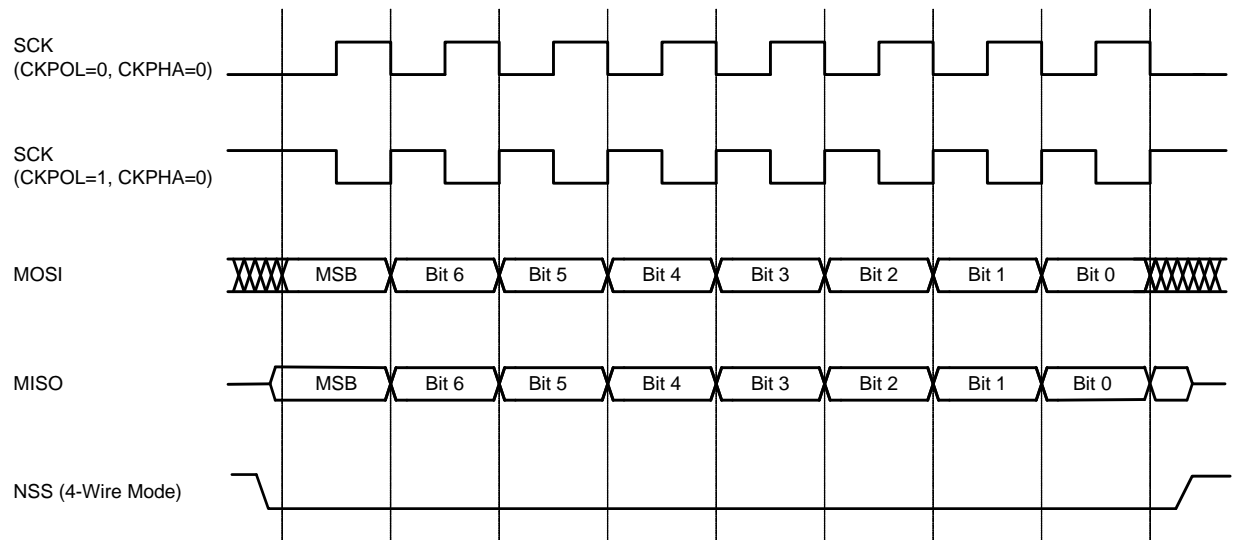 SCK
(CKPOL=0, CKPHA=0)
SCK
(CKPOL=1, CKPHA=0)
MOSI
MSB Bit 6 Bit 5 Bit 4 Bit 3 Bit 2 Bit 1 Bit 0
MISO
MSB Bit 6 Bit 5 Bit 4 Bit 3 Bit 2 Bit 1 Bit 0
NSS (4-Wire Mode)